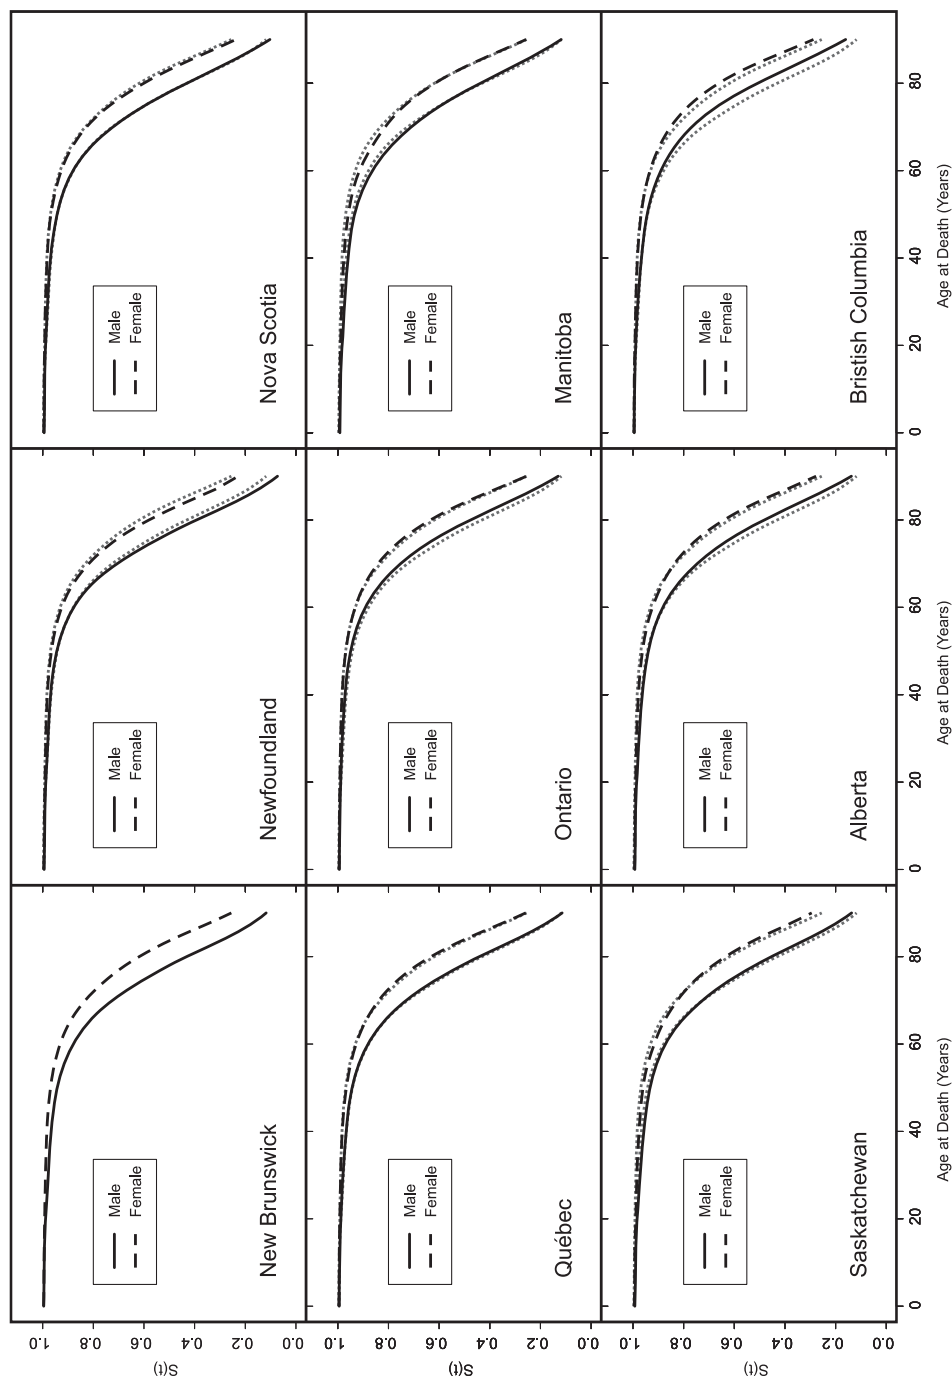 S(t)
1.0
0.8
0.6
0.4
0.2
0.0
Male
Female
New Brunswick
Male
Female
Newfoundland
Male
Female
Nova Scotia
S(t)
1.0
0.8
0.6
0.4
0.2
0.0
Male
Female
Québec
Male
Female
Ontario
Male
Female
Manitoba
S(t)
1.0
0.8
0.6
0.4
0.2
0.0
Male
Female
Saskatchewan
Male
Female
Alberta
Male
Female
Bristish Columbia
0 20 40 60 80
0 20 40 60 80
0 20 40 60 80
Age at Death (Years)
Age at Death (Years)
Age at Death (Years)